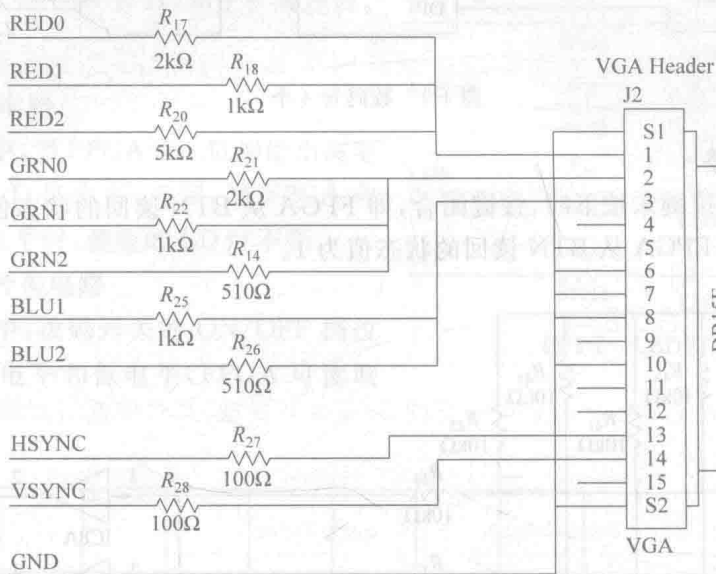 RED0
R17
2kΩ
RED1
R18
1kΩ
RED2
R20
5kΩ
GRN0
R21
2kΩ
GRN1
R22
1kΩ
GRN2
R14
510Ω
BLU1
R25
1kΩ
BLU2
R26
510Ω
HSYNC
R27
100Ω
VSYNC
R28
100Ω
GND
VGA Header
J2
S1
1
2
3
4
5
6
7
8
9
10
11
12
13
14
15
S2
VGA